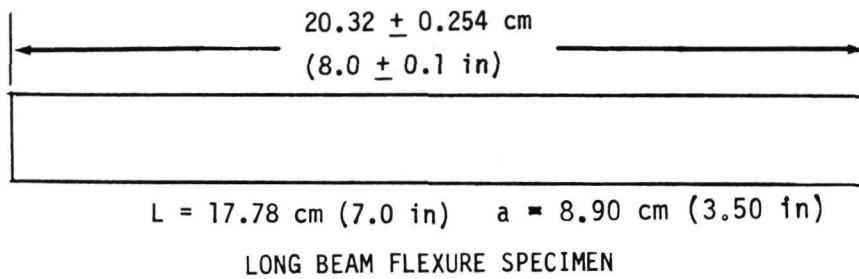 20.32 ± 0.254 cm
(8.0 ± 0.1 in)
L = 17.78 cm (7.0 in) a = 8.90 cm (3.50 in)
LONG BEAM FLEXURE SPECIMEN